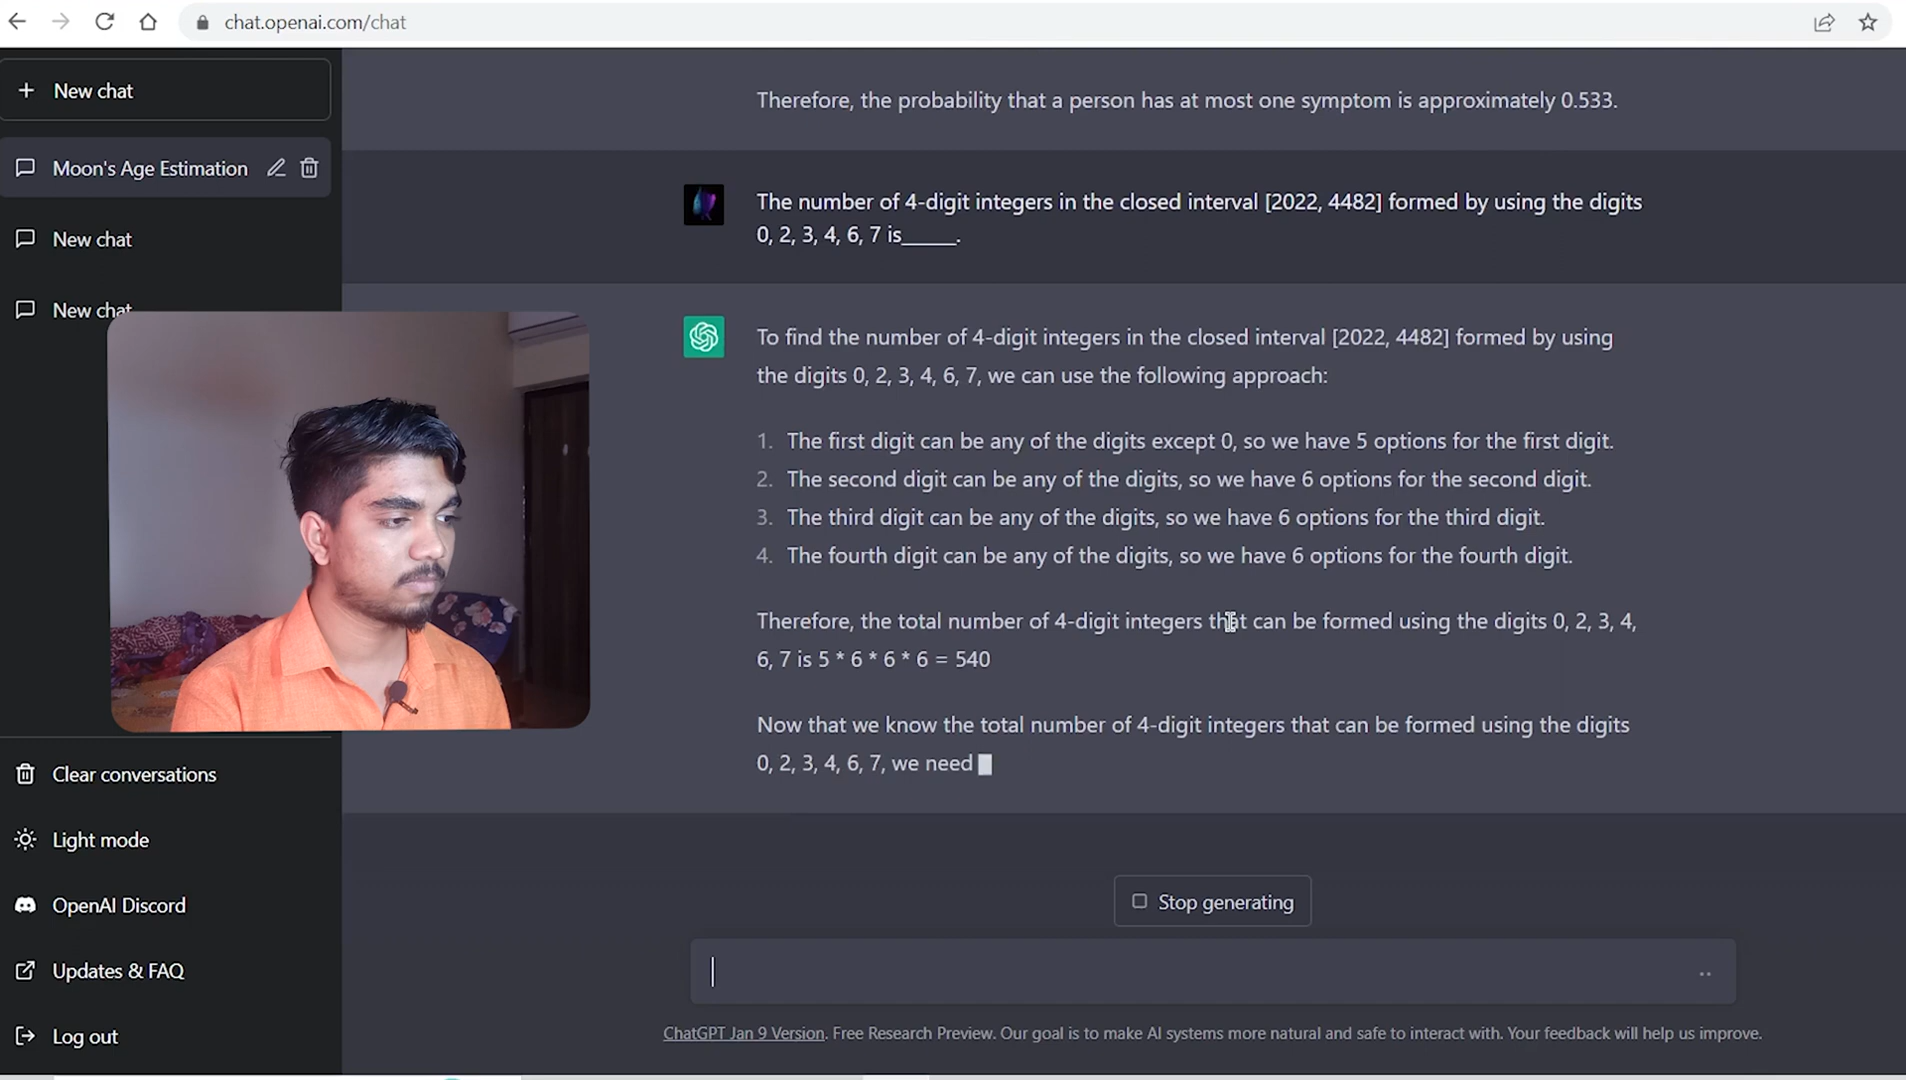 chat.openai.com/chat
New chat
Moon's Age Estimation
New chat
New chat
Clear conversations
Light mode
OpenAI Discord
Updates & FAQ
Log out
Therefore, the probability that a person has at most one symptom is approximately 0.533.
The number of 4-digit integers in the closed interval [2022, 4482] formed by using the digits
0, 2, 3, 4, 6, 7 is_____.
To find the number of 4-digit integers in the closed interval [2022, 4482] formed by using
the digits 0, 2, 3, 4, 6, 7, we can use the following approach:
1. The first digit can be any of the digits except 0, so we have 5 options for the first digit.
2. The second digit can be any of the digits, so we have 6 options for the second digit.
3. The third digit can be any of the digits, so we have 6 options for the third digit.
4. The fourth digit can be any of the digits, so we have 6 options for the fourth digit.
Therefore, the total number of 4-digit integers that can be formed using the digits 0, 2, 3, 4,
6, 7 is 5 * 6 * 6 * 6 = 540
Now that we know the total number of 4-digit integers that can be formed using the digits
0, 2, 3, 4, 6, 7, we need
Stop generating
ChatGPT Jan 9 Version. Free Research Preview. Our goal is to make AI systems more natural and safe to interact with. Your feedback will help us improve.